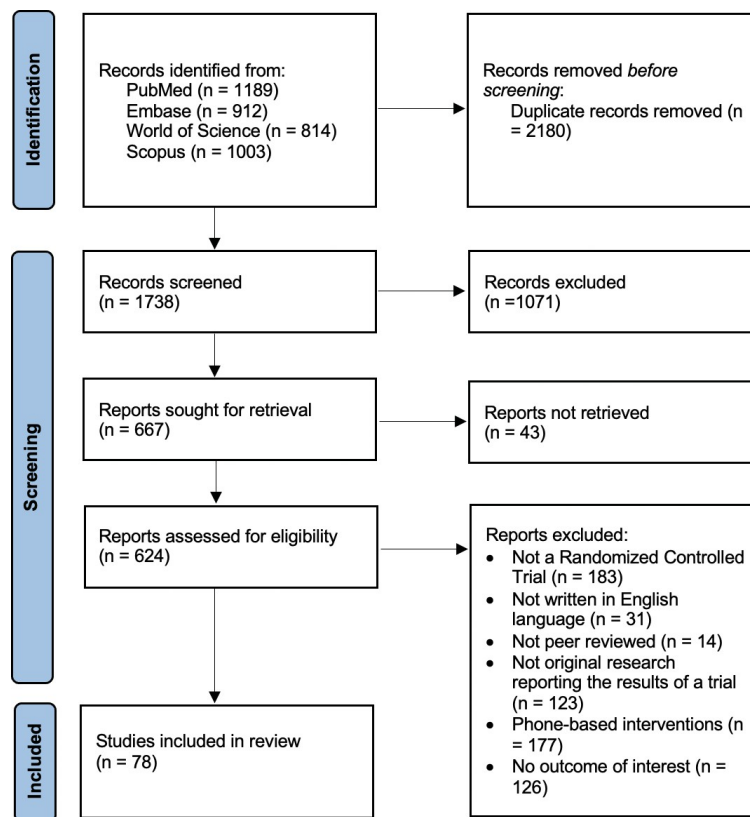 Identification
Records identified from:
PubMed (n = 1189)
Embase (n = 912)
World of Science (n = 814)
Scopus (n = 1003)
Records removed before
screening:
Duplicate records removed (n
= 2180)
Screening
Records screened
(n = 1738)
Records excluded
(n =1071)
Reports sought for retrieval
(n = 667)
Reports not retrieved
(n = 43)
Reports assessed for eligibility
(n = 624)
Reports excluded:
• Not a Randomized Controlled
Trial (n = 183)
• Not written in English
language (n = 31)
• Not peer reviewed (n = 14)
• Not original research
reporting the results of a trial
(n = 123)
• Phone-based interventions (n
= 177)
• No outcome of interest (n =
126)
Included
Studies included in review
(n = 78)